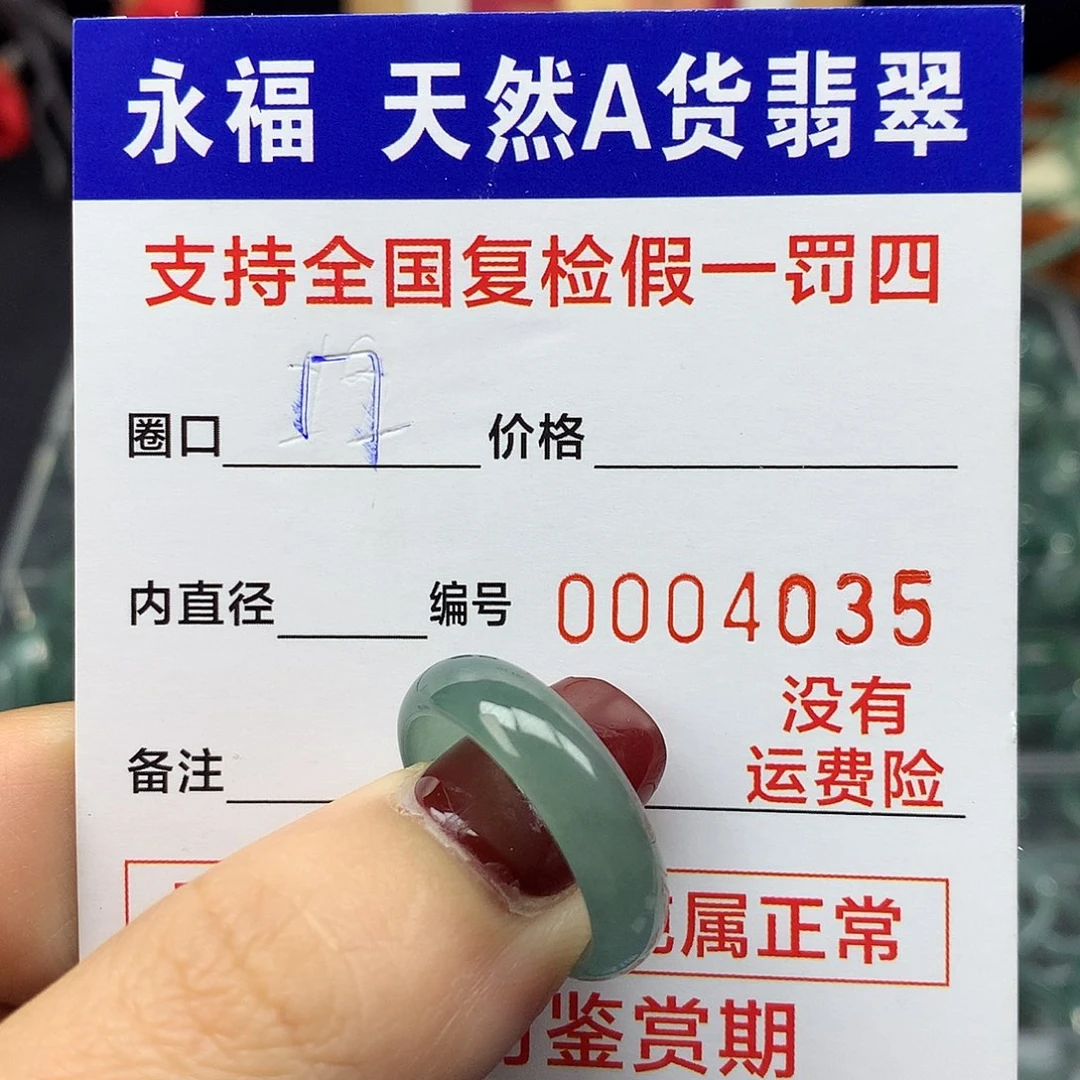 永福 天然A货翡翠
支持全国复检假一罚四
圈口 17 价格
内直径 编号 0004035
没有
备注 运费险
属正常
鉴赏期